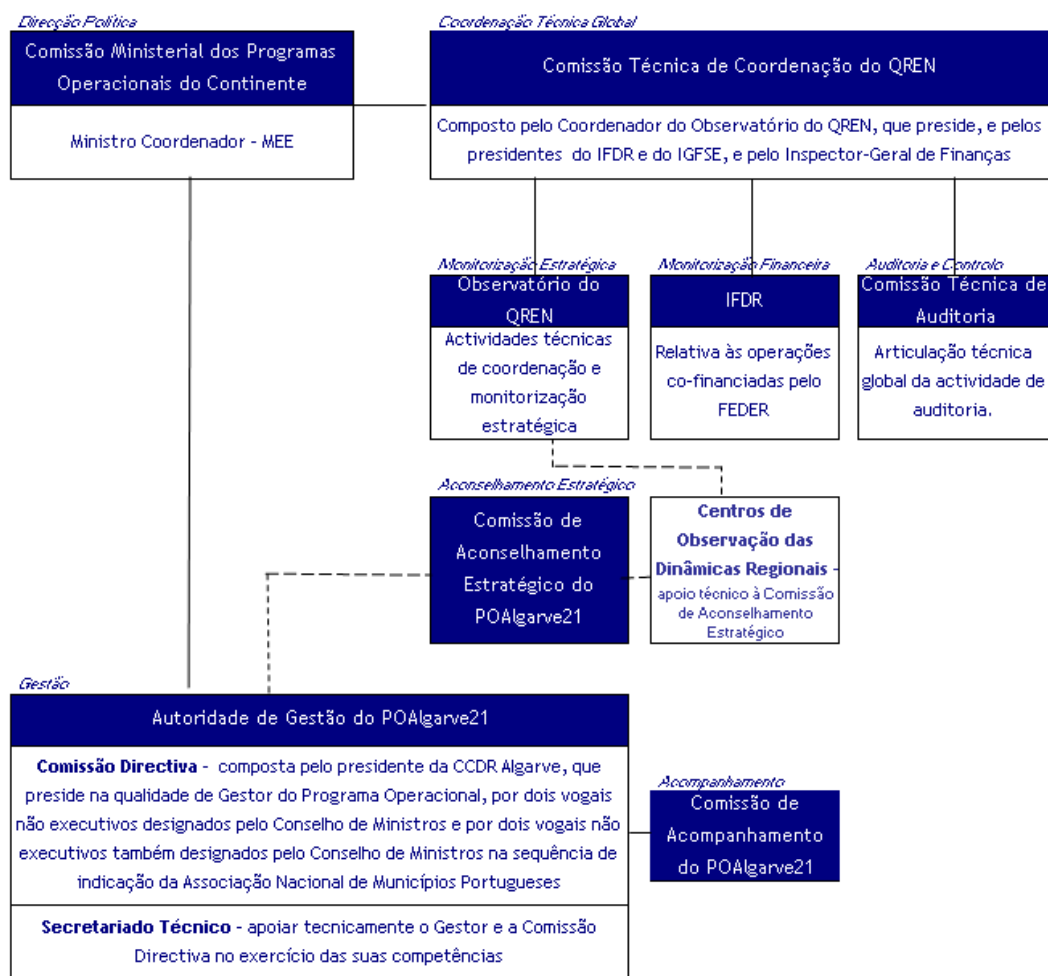 Direcção Política
Comissão Ministerial dos Programas
Operacionais do Continente
Ministro Coordenador - MEE
Coordenação Técnica Global
Comissão Técnica de Coordenação do QREN
Composto pelo Coordenador do Observatório do QREN, que preside, e pelos
presidentes do IFDR e do IGFSE, e pelo Inspector-Geral de Finanças
Monitorização Estratégica
Observatório do
QREN
Actividades técnicas
de coordenação e
monitorização
estratégica
Monitorização Financeira
IFDR
Relativa às operações
co-financiadas pelo
FEDER
Auditoria e Controlo
Comissão Técnica de
Auditoria
Articulação técnica
global da actividade de
auditoria.
Aconselhamento Estratégico
Comissão de
Aconselhamento
Estratégico do
POAlgarve21
Centros de
Observação das
Dinâmicas Regionais -
apoio técnico à Comissão
de Aconselhamento
Estratégico
Gestão
Autoridade de Gestão do POAlgarve21
Comissão Directiva - composta pelo presidente da CCDR Algarve, que
preside na qualidade de Gestor do Programa Operacional, por dois vogais
não executivos designados pelo Conselho de Ministros e por dois vogais não
executivos também designados pelo Conselho de Ministros na sequência de
indicação da Associação Nacional de Municípios Portugueses
Secretariado Técnico - apoiar tecnicamente o Gestor e a Comissão
Directiva no exercício das suas competências
Acompanhamento
Comissão de
Acompanhamento
do POAlgarve21